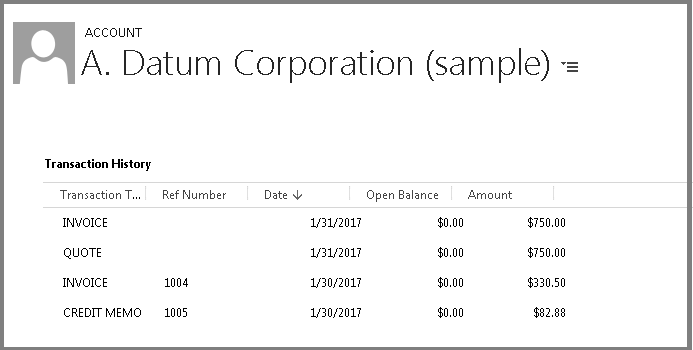 ACCOUNT
A. Datum Corporation (sample)
Transaction History
Transaction T... Ref Number Date ↓ Open Balance Amount
INVOICE 1/31/2017 $0.00 $750.00
QUOTE 1/31/2017 $0.00 $750.00
INVOICE 1004 1/30/2017 $0.00 $330.50
CREDIT MEMO 1005 1/30/2017 $0.00 $82.88